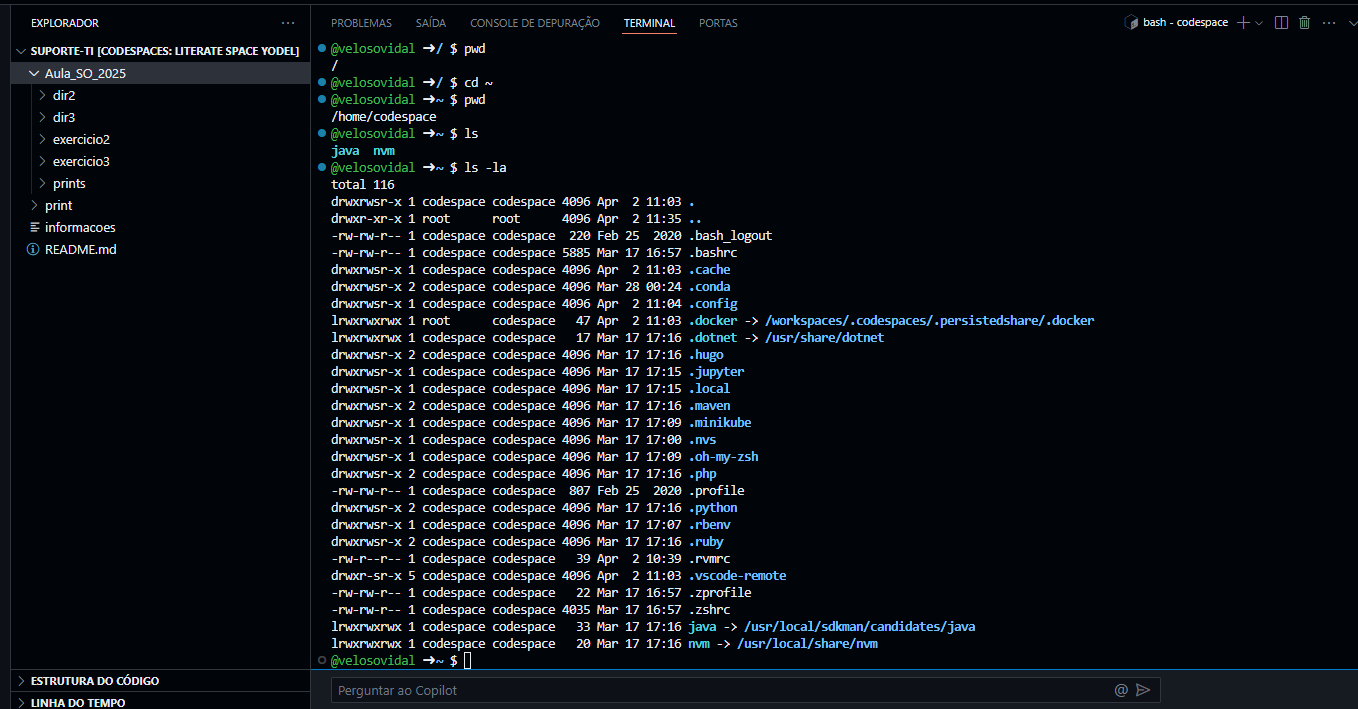 EXPLORADOR ···
SUPORTE-TI [CODESPACES: LITERATE SPACE YODEL]
Aula_SO_2025
dir2
dir3
exercicio2
exercicio3
prints
print
informacoes
README.md
ESTRUTURA DO CÓDIGO
LINHA DO TEMPO
PROBLEMAS SAÍDA CONSOLE DE DEPURAÇÃO TERMINAL PORTAS bash - codespace
@velosovidal ➜/ $ pwd
/
@velosovidal ➜/ $ cd ~
@velosovidal ➜~ $ pwd
/home/codespace
@velosovidal ➜~ $ ls
java  nvm
@velosovidal ➜~ $ ls -la
total 116
drwxrwsr-x 1 codespace codespace 4096 Apr  2 11:03 .
drwxr-xr-x 1 root      root      4096 Apr  2 11:35 ..
-rw-rw-r-- 1 codespace codespace  220 Feb 25  2020 .bash_logout
-rw-rw-r-- 1 codespace codespace 5885 Mar 17 16:57 .bashrc
drwxrwsr-x 1 codespace codespace 4096 Apr  2 11:03 .cache
drwxrwsr-x 2 codespace codespace 4096 Mar 28 00:24 .conda
drwxrwsr-x 1 codespace codespace 4096 Apr  2 11:04 .config
lrwxrwxrwx 1 root      codespace   47 Apr  2 11:03 .docker -> /workspaces/.codespaces/.persistedshare/.docker
lrwxrwxrwx 1 codespace codespace   17 Mar 17 17:16 .dotnet -> /usr/share/dotnet
drwxrwsr-x 2 codespace codespace 4096 Mar 17 17:16 .hugo
drwxrwsr-x 1 codespace codespace 4096 Mar 17 17:15 .jupyter
drwxrwsr-x 1 codespace codespace 4096 Mar 17 17:15 .local
drwxrwsr-x 2 codespace codespace 4096 Mar 17 17:16 .maven
drwxrwsr-x 1 codespace codespace 4096 Mar 17 17:09 .minikube
drwxrwsr-x 1 codespace codespace 4096 Mar 17 17:00 .nvs
drwxrwsr-x 1 codespace codespace 4096 Mar 17 17:09 .oh-my-zsh
drwxrwsr-x 2 codespace codespace 4096 Mar 17 17:16 .php
-rw-rw-r-- 1 codespace codespace  807 Feb 25  2020 .profile
drwxrwsr-x 2 codespace codespace 4096 Mar 17 17:16 .python
drwxrwsr-x 1 codespace codespace 4096 Mar 17 17:07 .rbenv
drwxrwsr-x 2 codespace codespace 4096 Mar 17 17:16 .ruby
-rw-r--r-- 1 codespace codespace   39 Apr  2 10:39 .rvmrc
drwxr-sr-x 5 codespace codespace 4096 Apr  2 11:03 .vscode-remote
-rw-rw-r-- 1 codespace codespace   22 Mar 17 16:57 .zprofile
-rw-rw-r-- 1 codespace codespace 4035 Mar 17 16:57 .zshrc
lrwxrwxrwx 1 codespace codespace   33 Mar 17 17:16 java -> /usr/local/sdkman/candidates/java
lrwxrwxrwx 1 codespace codespace   20 Mar 17 17:16 nvm -> /usr/local/share/nvm
@velosovidal ➜~ $
Perguntar ao Copilot @